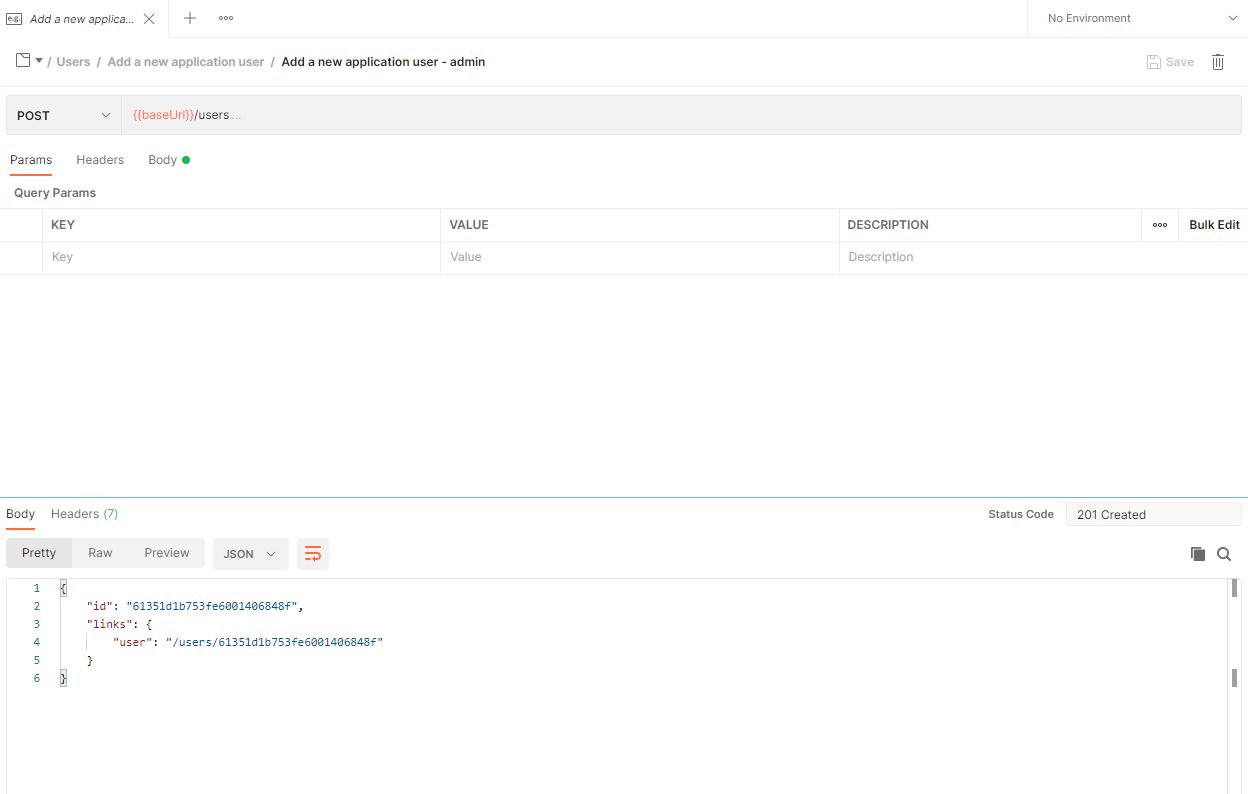 e.g. Add a new applica... No Environment
/ Users / Add a new application user / Add a new application user - admin Save
POST {{baseUrl}}/users ...
Params Headers Body
Query Params
KEY VALUE DESCRIPTION Bulk Edit
Key Value Description
Body Headers (7) Status Code 201 Created
Pretty Raw Preview JSON
1 {
2 "id": "61351d1b753fe6001406848f",
3 "links": {
4 "user": "/users/61351d1b753fe6001406848f"
5 }
6 }